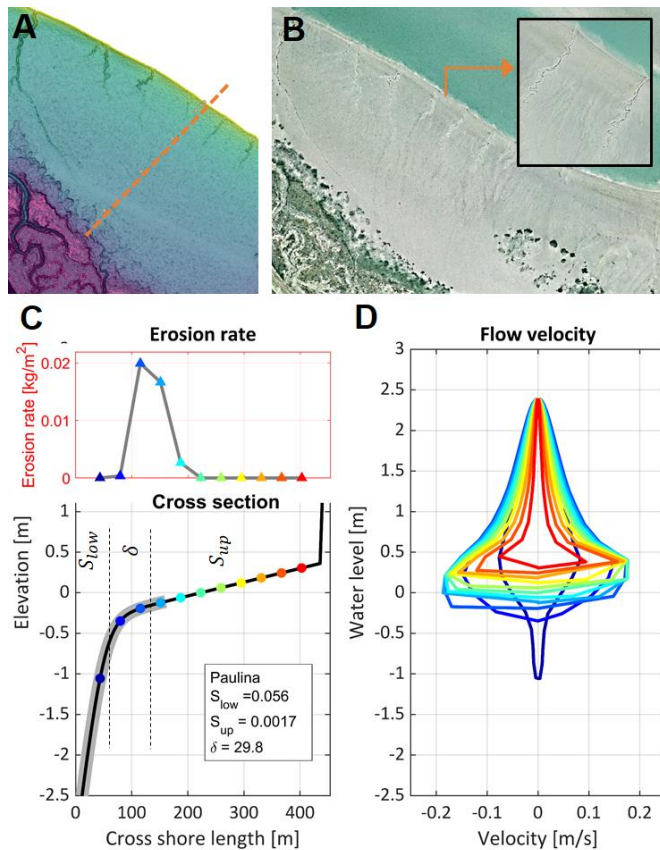 A
B
C
Erosion rate
Erosion rate [kg/m²]
0.02
0.01
0
Cross section
Elevation [m]
1
0.5
0
-0.5
-1
-1.5
-2
-2.5
S_low
δ
S_up
Paulina
S_low =0.056
S_up = 0.0017
δ = 29.8
0 100 200 300 400
Cross shore length [m]
D
Flow velocity
Water level [m]
3
2.5
2
1.5
1
0.5
0
-0.5
-1
-1.5
-2
-2.5
-0.2 -0.1 0 0.1 0.2
Velocity [m/s]